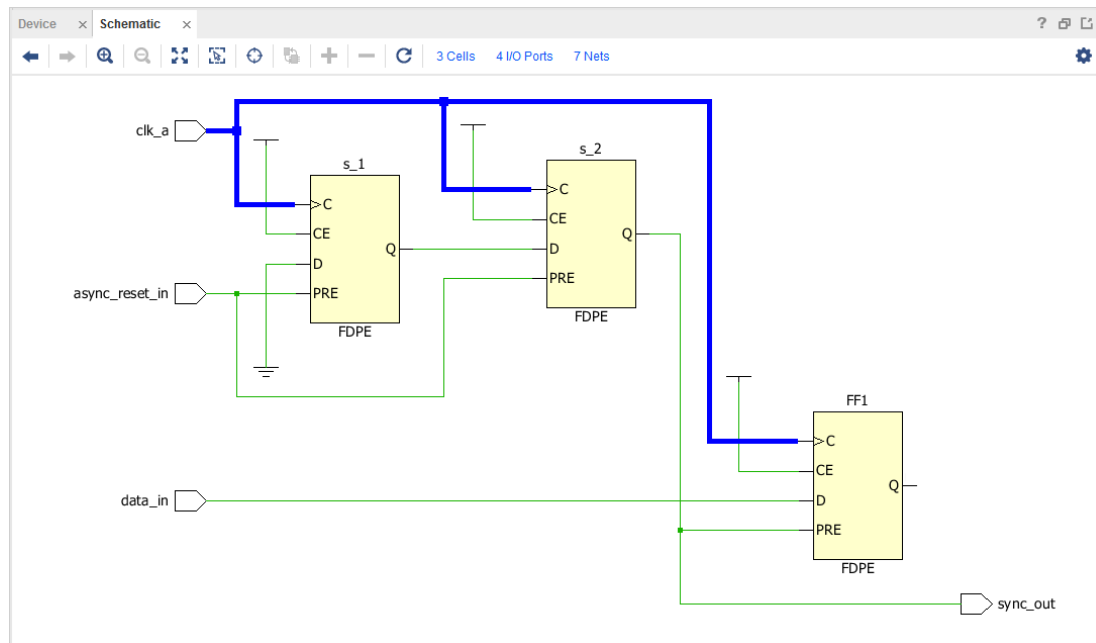 Device × Schematic × ?
3 Cells 4 I/O Ports 7 Nets
clk_a
s_1
C
CE
D
PRE
Q
FDPE
s_2
C
CE
D
PRE
Q
FDPE
async_reset_in
FF1
C
CE
D
PRE
Q
FDPE
data_in
sync_out